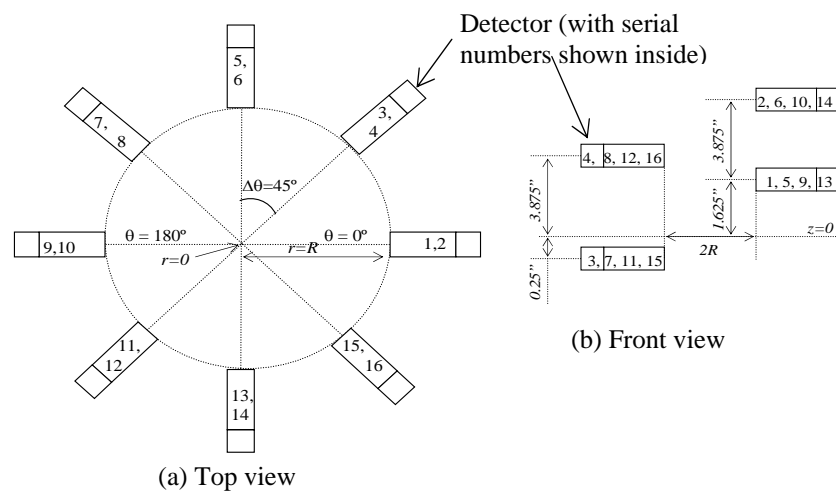 Detector (with serial
numbers shown inside)
5,
6
3,
4
7,
8
Δθ=45º
θ = 180º
θ = 0º
9,10
r=0
r=R
1,2
11,
12
15,
16
13,
14
(a) Top view
2, 6, 10, 14
4, 8, 12, 16
3.875”
3.875”
1, 5, 9, 13
1.625”
z=0
2R
3, 7, 11, 15
0.25”
(b) Front view